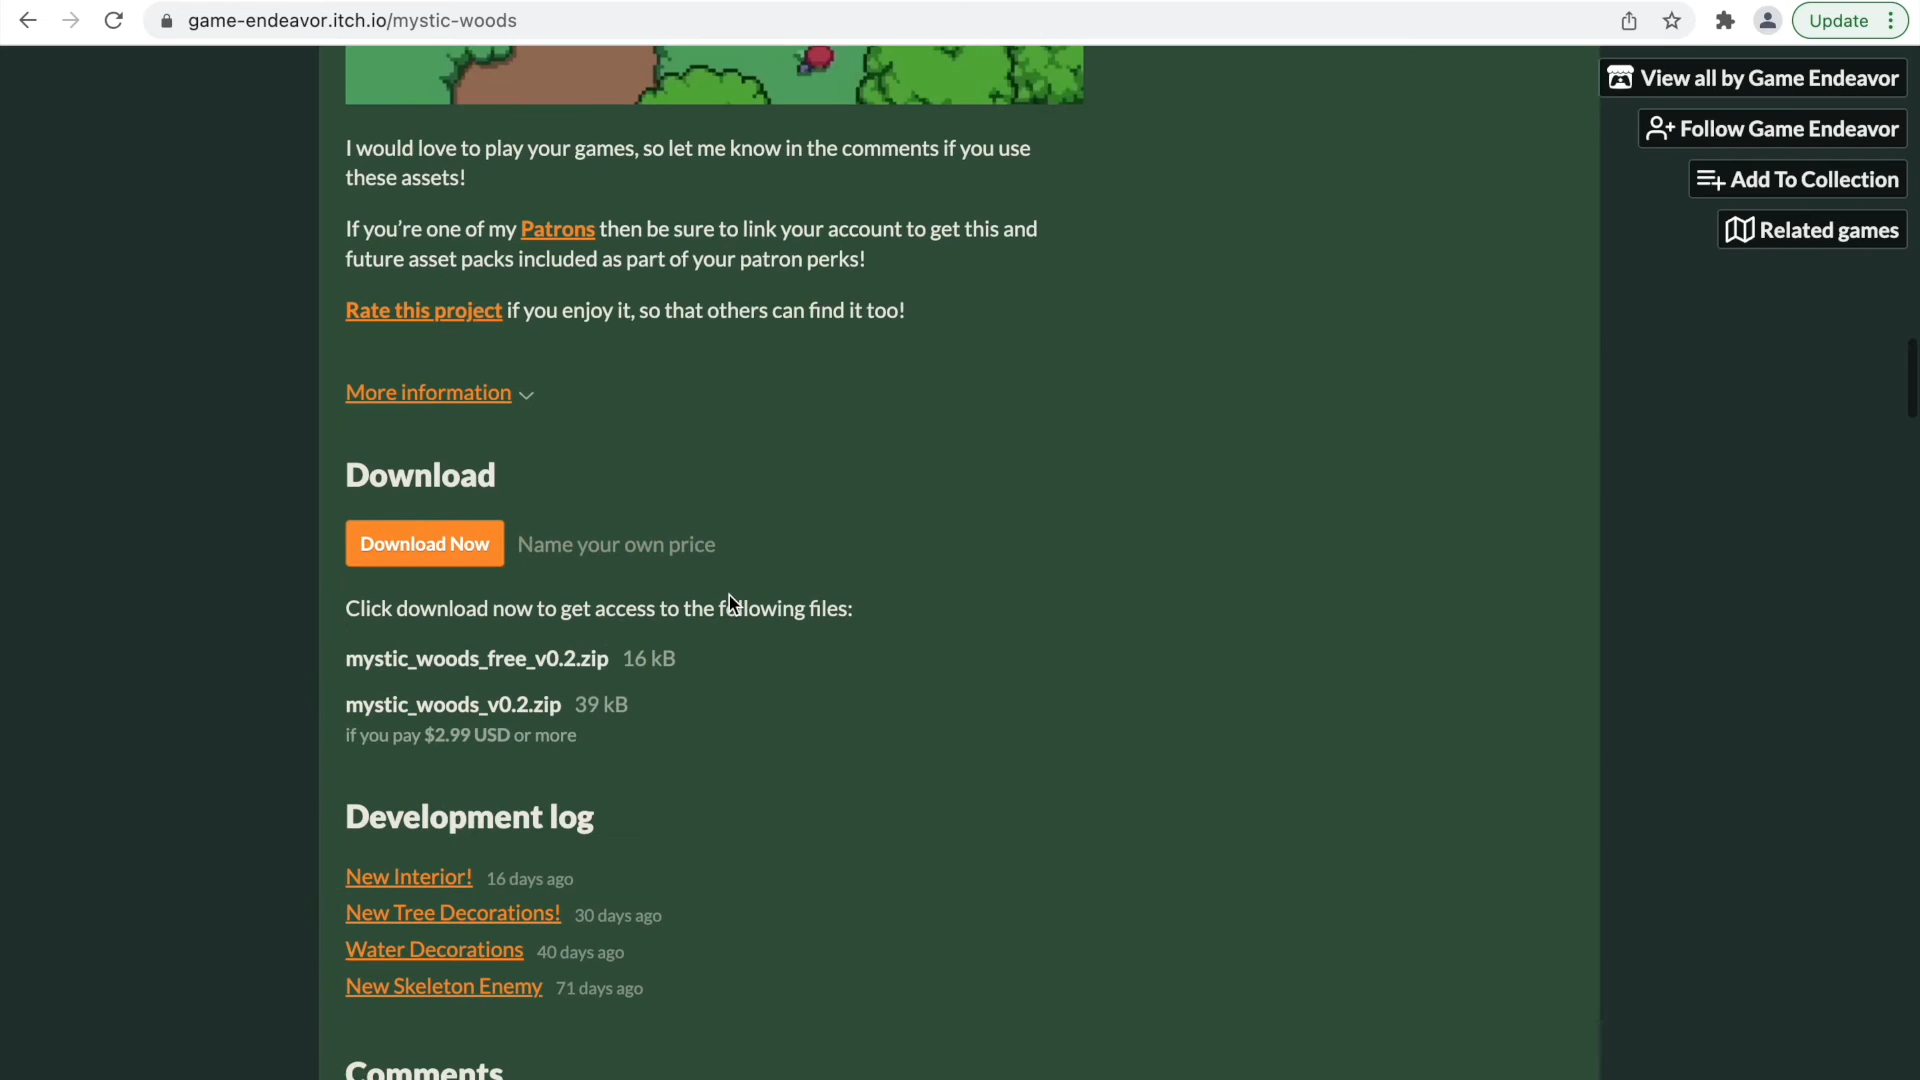 game-endeavor.itch.io/mystic-woods
Update
View all by Game Endeavor
Follow Game Endeavor
Add To Collection
Related games
I would love to play your games, so let me know in the comments if you use
these assets!
If you're one of my Patrons then be sure to link your account to get this and
future asset packs included as part of your patron perks!
Rate this project if you enjoy it, so that others can find it too!
More information
Download
Download Now Name your own price
Click download now to get access to the following files:
mystic_woods_free_v0.2.zip 16 kB
mystic_woods_v0.2.zip 39 kB
if you pay $2.99 USD or more
Development log
New Interior! 16 days ago
New Tree Decorations! 30 days ago
Water Decorations 40 days ago
New Skeleton Enemy 71 days ago
Comments